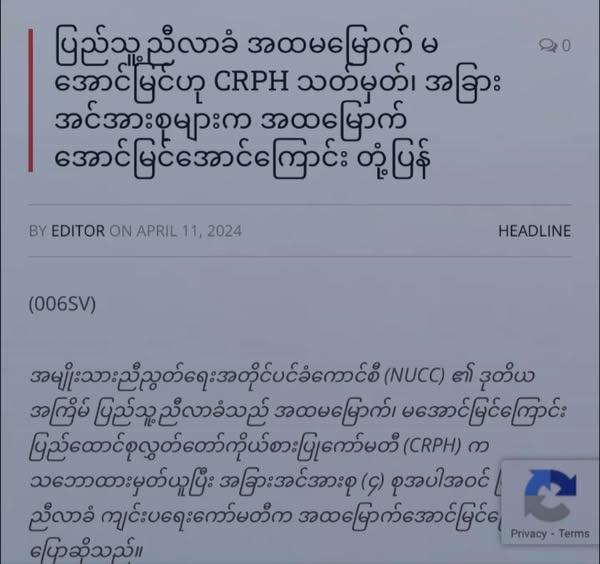 ပြည်သူ့ညီလာခံ အထမမြောက် မ
အောင်မြင်ဟု CRPH သတ်မှတ်၊ အခြား
အင်အားစုများက အထမြောက်
အောင်မြင်အောင်ကြောင်း တုံ့ပြန်
0
BY EDITOR ON APRIL 11, 2024
HEADLINE
(006SV)
အမျိုးသားညီညွတ်ရေးအတိုင်ပင်ခံကောင်စီ (NUCC) ၏ ဒုတိယ
အကြိမ် ပြည်သူ့ညီလာခံသည် အထမမြောက်၊ မအောင်မြင်ကြောင်း
ပြည်ထောင်စုလွှတ်တော်ကိုယ်စားပြုကော်မတီ (CRPH) က
သဘောထားမှတ်ယူပြီး အခြားအင်အားစု (၄) စုအပါအဝင်
ညီလာခံ ကျင်းပရေးကော်မတီက အထမြောက်အောင်မြင်
ပြောဆိုသည်။
Privacy - Terms